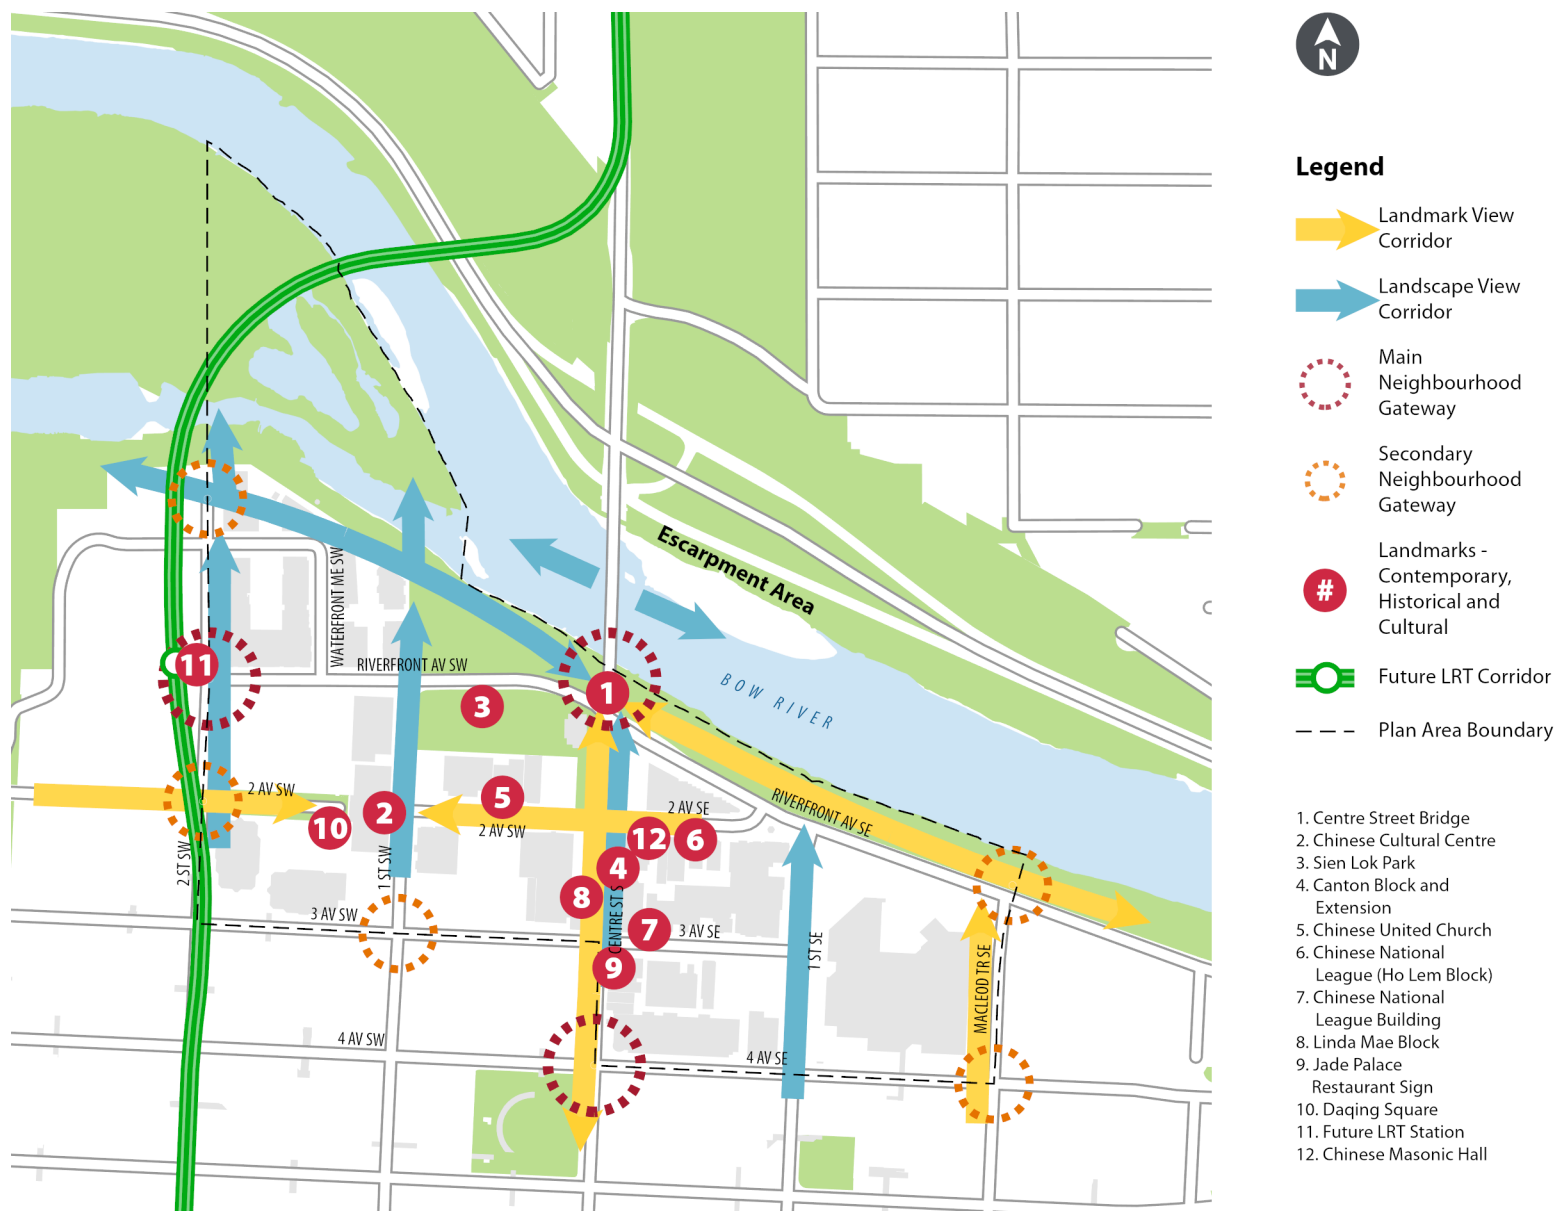 N
Legend
Landmark View
Corridor
Landscape View
Corridor
Main
Neighbourhood
Gateway
Secondary
Neighbourhood
Gateway
Landmarks -
Contemporary,
Historical and
Cultural
#
Future LRT Corridor
Plan Area Boundary
1. Centre Street Bridge
2. Chinese Cultural Centre
3. Sien Lok Park
4. Canton Block and
Extension
5. Chinese United Church
6. Chinese National
League (Ho Lem Block)
7. Chinese National
League Building
8. Linda Mae Block
9. Jade Palace
Restaurant Sign
10. Daqing Square
11. Future LRT Station
12. Chinese Masonic Hall
Escarpment Area
WATERFRONT ME SW
RIVERFRONT AV SW
BOW RIVER
11
1
3
2 AV SW
5
2
10
2 AV SW
2 AV SE
RIVERFRONT AV SE
12
6
4
8
2 ST SW
1 ST SW
3 AV SW
CENTRE ST S
7
3 AV SE
9
1 ST SE
MACLEOD TR SE
4 AV SW
4 AV SE